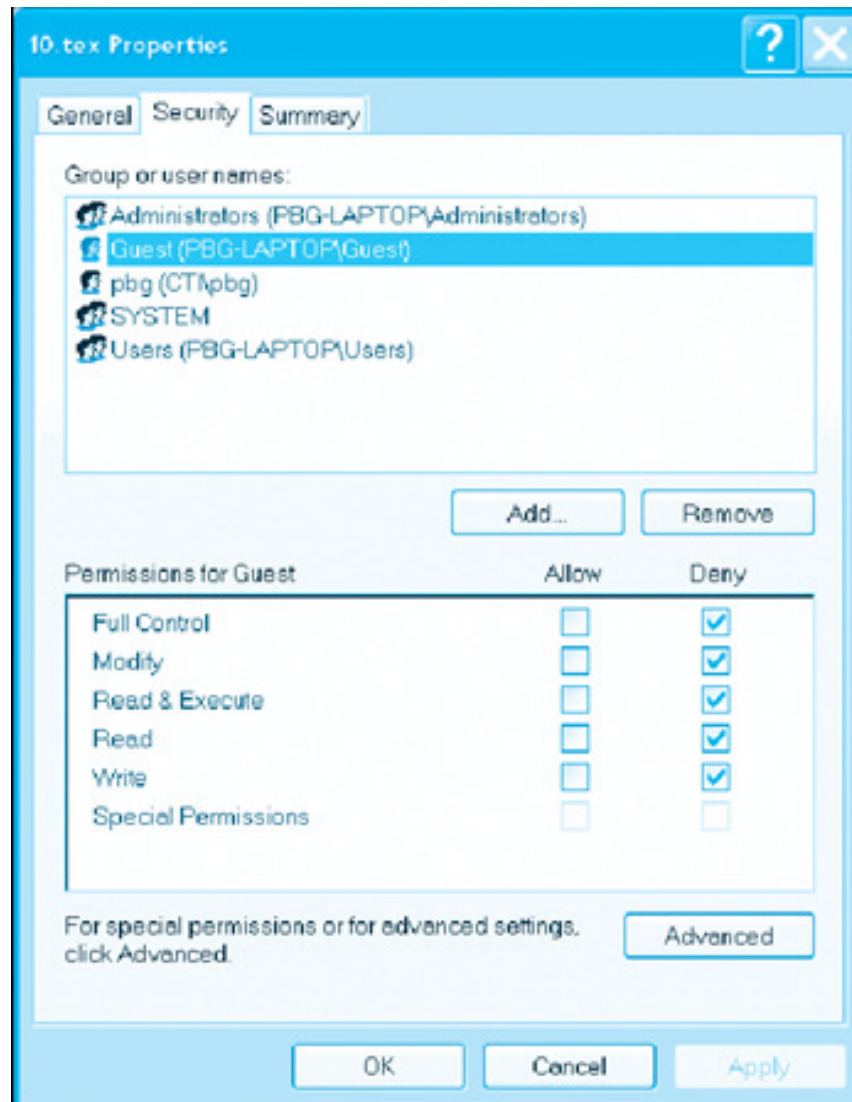 10.tex Properties
?
X
General Security Summary
Group or user names:
Administrators (PBG-LAPTOP\Administrators)
Guest (PBG-LAPTOP\Guest)
pbg (CTI\pbg)
SYSTEM
Users (PBG-LAPTOP\Users)
Add... Remove
Permissions for Guest Allow Deny
Full Control
Modify
Read & Execute
Read
Write
Special Permissions
For special permissions or for advanced settings,
click Advanced.
Advanced
OK Cancel Apply